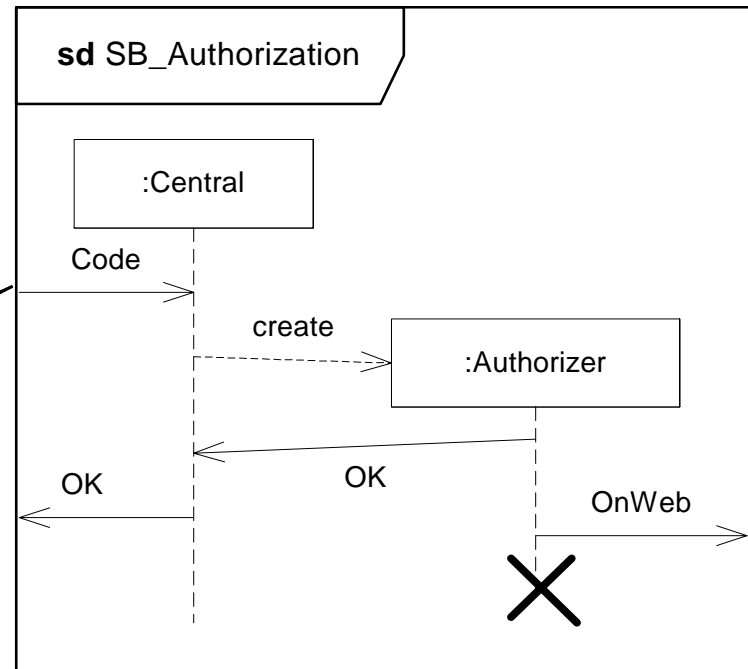 sd SB_Authorization
:Central
Code
create
:Authorizer
OK
OK
OnWeb